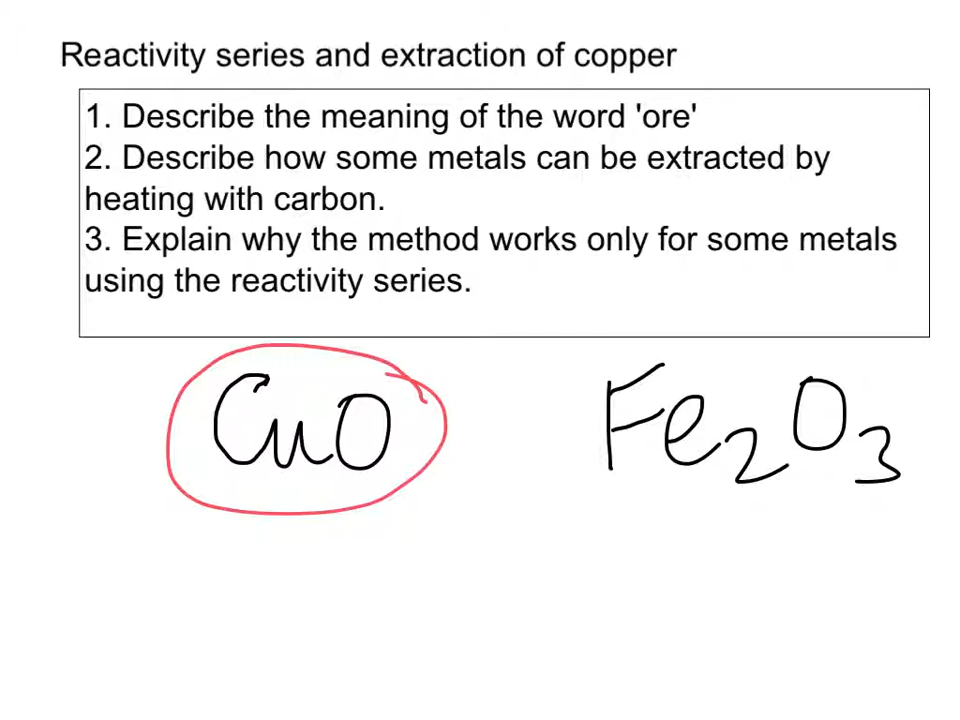 Reactivity series and extraction of copper
1. Describe the meaning of the word 'ore'
2. Describe how some metals can be extracted by
heating with carbon.
3. Explain why the method works only for some metals
using the reactivity series.
CuO Fe₂O₃